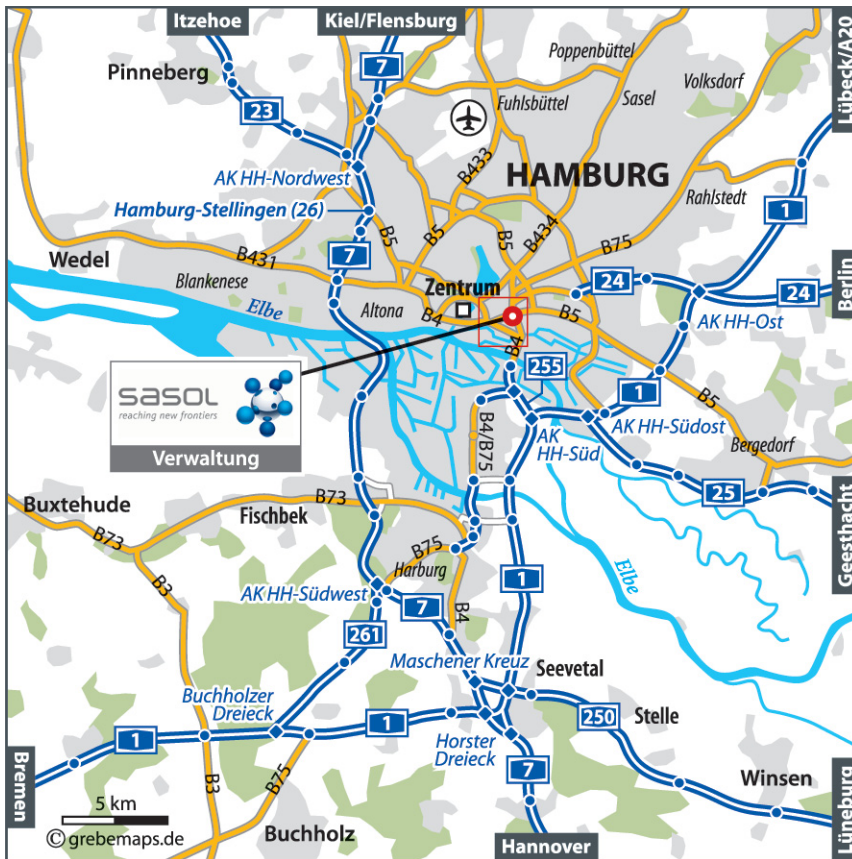 Itzehoe
Kiel/Flensburg
Lübeck/A20
Pinneberg
7
Poppenbüttel
Volksdorf
23
Fuhlsbüttel
Sasel
B433
HAMBURG
AK HH-Nordwest
Rahlstedt
Hamburg-Stellingen (26)
B5
B5
B5
B434
B75
1
Wedel
B431
7
Blankenese
Zentrum
24
24
Berlin
Elbe
Altona
B4
B5
AK HH-Ost
B4
255
sasol
reaching new frontiers
Verwaltung
1
B5
B4/B75
AK
HH-Süd
AK HH-Südost
Bergedorf
25
Geesthacht
Buxtehude
B73
Fischbek
B73
B75
Harburg
B3
Elbe
AK HH-Südwest
7
1
B4
261
Maschener Kreuz
Seevetal
Buchholzer
Dreieck
1
1
250
Stelle
Horster
Dreieck
Bremen
B3
B75
7
Winsen
5 km
© grebemaps.de
Buchholz
Hannover
Lüneburg